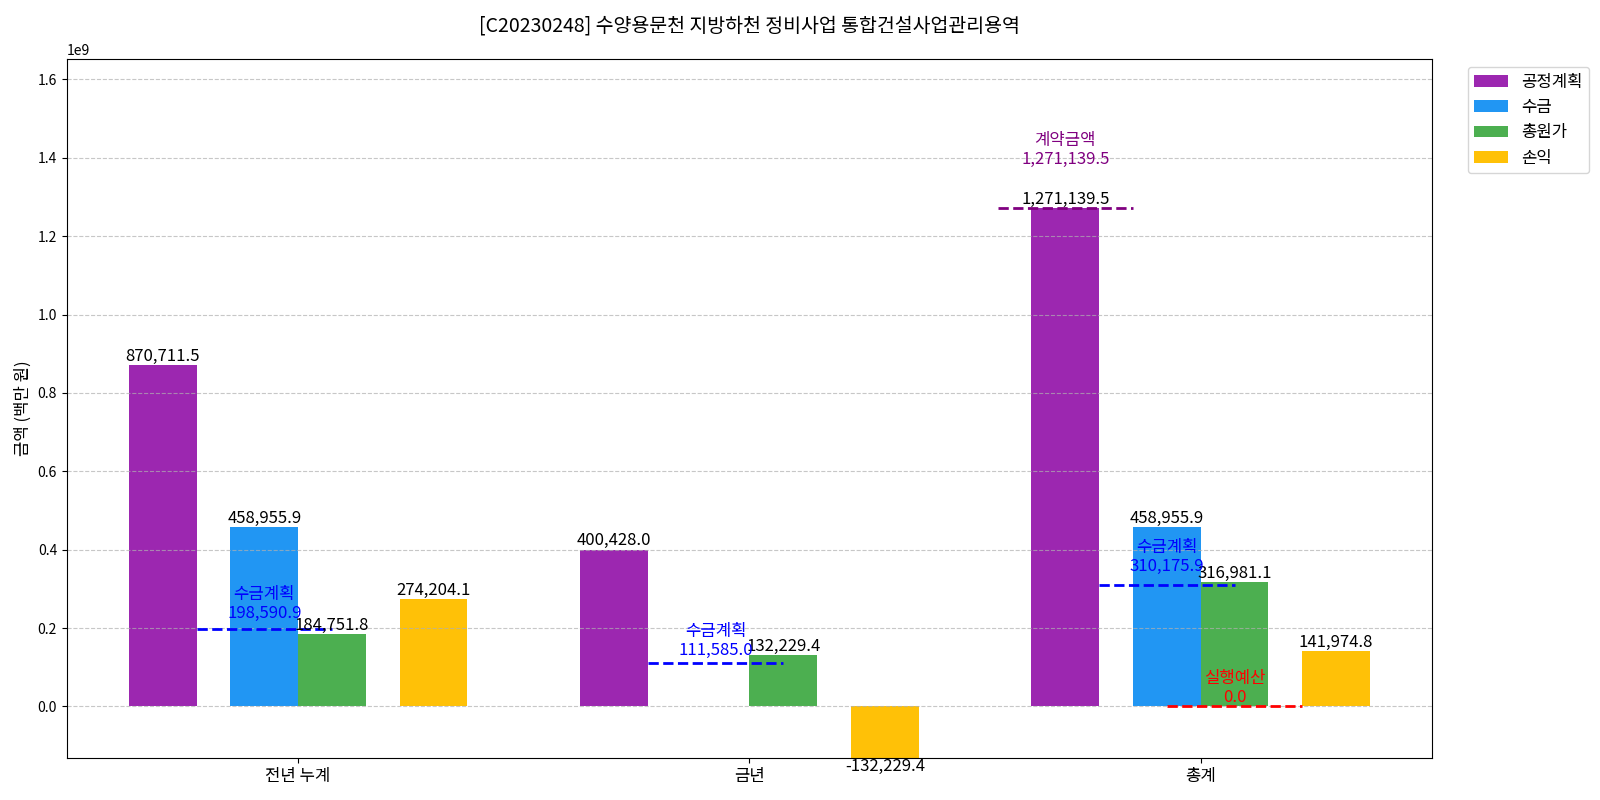 [C20230248] 수양용문천 지방하천 정비사업 통합건설사업관리용역
1e9
1.6
1.4
1.2
1.0
0.8
0.6
0.4
0.2
0.0
금액 (백만 원)
870,711.5
458,955.9
수금계획
198,590.9
184,751.8
274,204.1
400,428.0
수금계획
111,585.0
132,229.4
-132,229.4
계약금액
1,271,139.5
1,271,139.5
458,955.9
수금계획
310,175.9
316,981.1
실행예산
0.0
141,974.8
전년 누계
금년
총계
공정계획
수금
총원가
손익